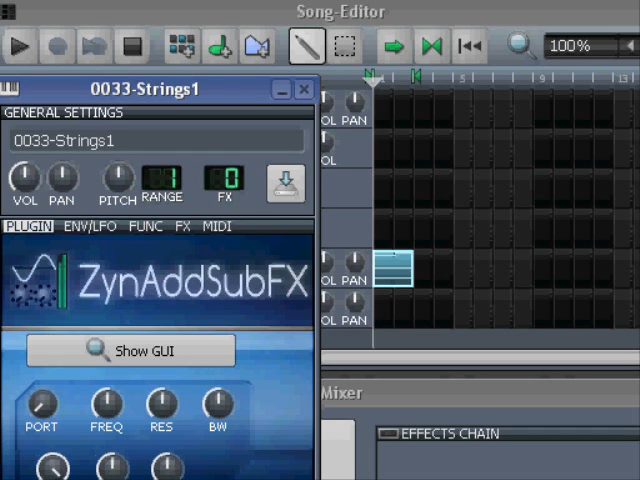 Song-Editor
100%
0033-Strings1
GENERAL SETTINGS
0033-Strings1
VOL PAN PITCH RANGE 1 FX 0
PLUGIN ENV/LFO FUNC FX MIDI
ZynAddSubFX
Show GUI
PORT FREQ RES BW
5 9 13
OL PAN
OL
OL PAN
OL PAN
Mixer
EFFECTS CHAIN